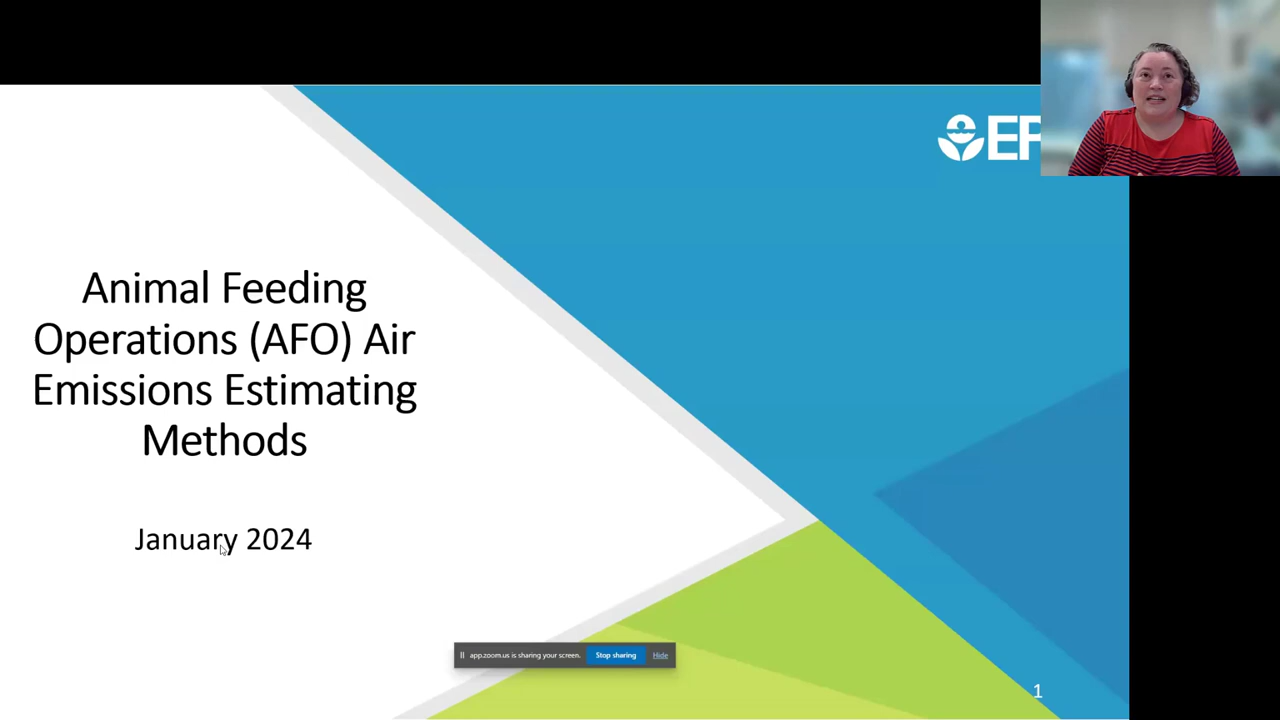 EP
Animal Feeding
Operations (AFO) Air
Emissions Estimating
Methods
January 2024
app.zoom.us is sharing your screen. Stop sharing Hide
1